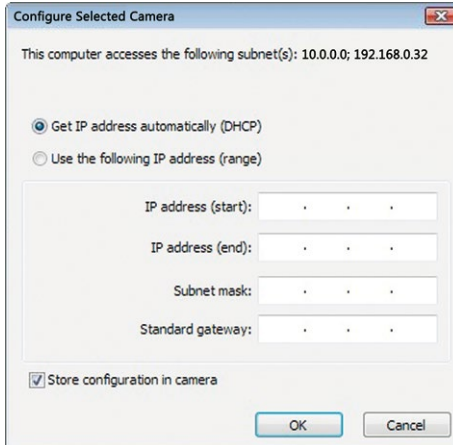 Configure Selected Camera
This computer accesses the following subnet(s): 10.0.0.0; 192.168.0.32
Get IP address automatically (DHCP)
Use the following IP address (range)
IP address (start):
IP address (end):
Subnet mask:
Standard gateway:
Store configuration in camera
OK Cancel